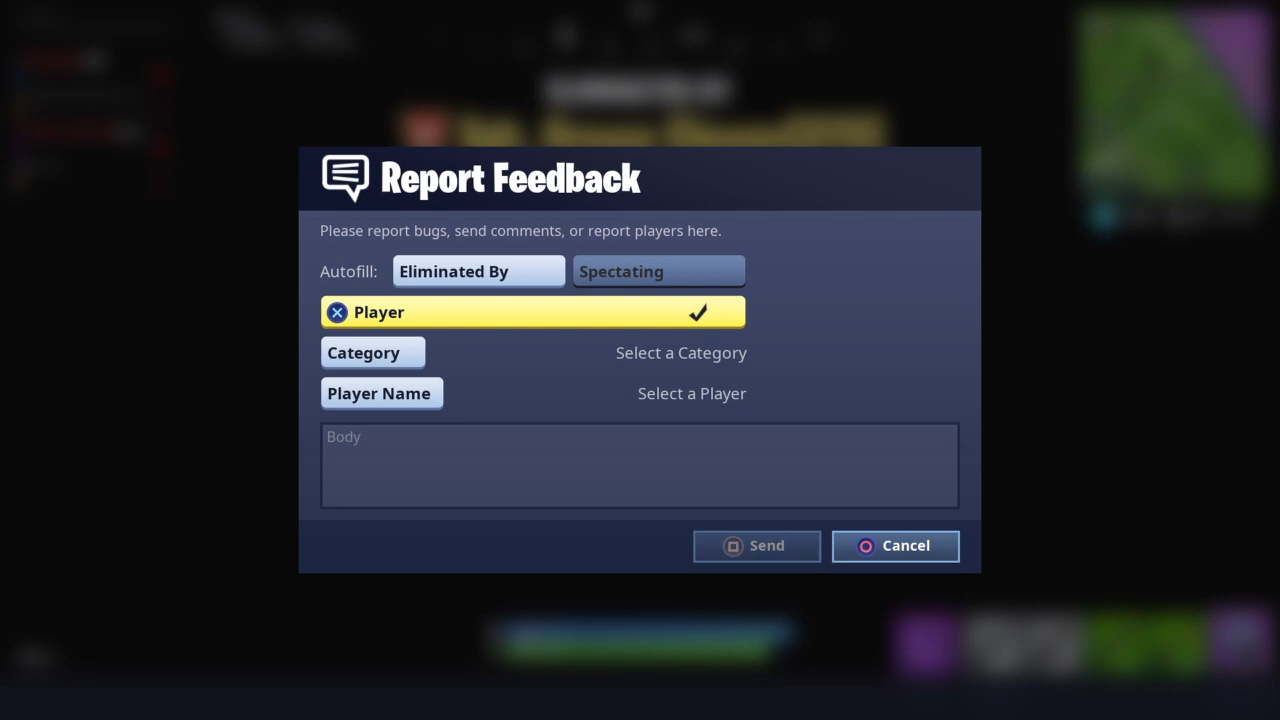 Report Feedback
Please report bugs, send comments, or report players here.
Autofill: Eliminated By Spectating
Player
Category Select a Category
Player Name Select a Player
Body
Send Cancel